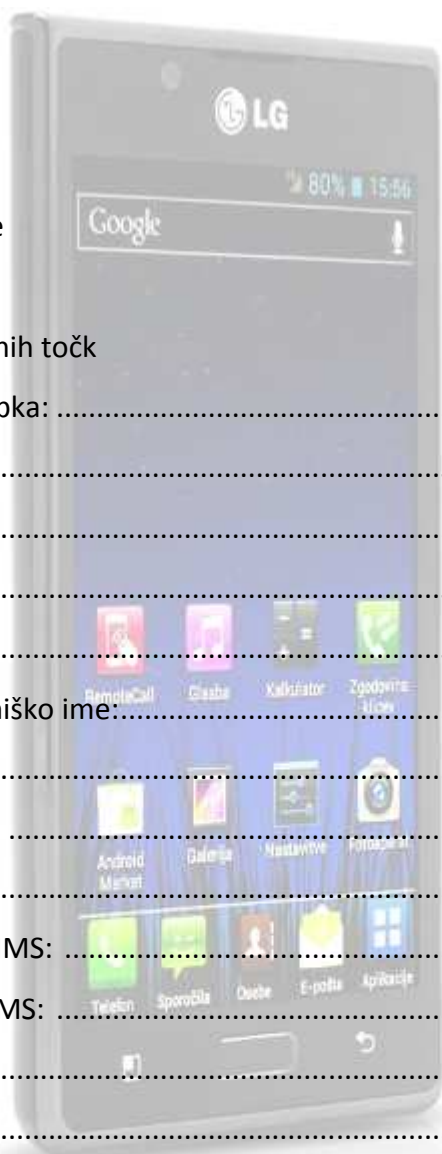 LG
80% 15:56
Google
nih točk
oka: ..........................................
..........................................
..........................................
..........................................
..........................................
RemoteCall Glasba Kalkulator Zgodovina klicev
niško ime:..........................................
..........................................
..........................................
Android Market Galerija Nastavitve Fotoaparat
..........................................
MS: ..........................................
MS: ..........................................
Telefon Sporočila Osebe E-pošta Aplikacije
..........................................
..........................................